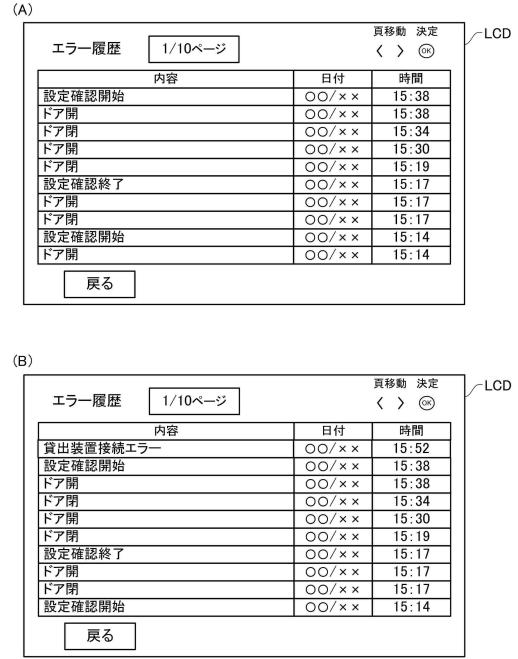 (A)
LCD
エラー履歴 1/10ページ 頁移動 決定
< > OK
内容 日付 時間
設定確認開始 ○○/×× 15:38
ドア開 ○○/×× 15:38
ドア閉 ○○/×× 15:34
ドア開 ○○/×× 15:30
ドア閉 ○○/×× 15:19
設定確認終了 ○○/×× 15:17
ドア開 ○○/×× 15:17
ドア閉 ○○/×× 15:17
設定確認開始 ○○/×× 15:14
ドア開 ○○/×× 15:14
戻る
(B)
LCD
エラー履歴 1/10ページ 頁移動 決定
< > OK
内容 日付 時間
貸出装置接続エラー ○○/×× 15:52
設定確認開始 ○○/×× 15:38
ドア開 ○○/×× 15:38
ドア閉 ○○/×× 15:34
ドア開 ○○/×× 15:30
ドア閉 ○○/×× 15:19
設定確認終了 ○○/×× 15:17
ドア開 ○○/×× 15:17
ドア閉 ○○/×× 15:17
設定確認開始 ○○/×× 15:14
戻る